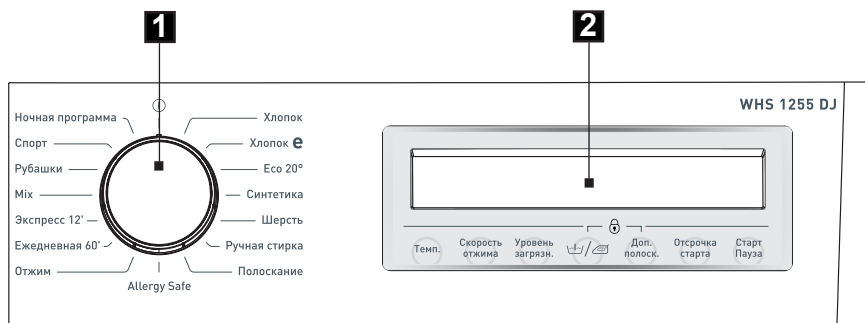 1
2
WHS 1255 DJ
Ночная программа
Спорт
Рубашки
Mix
Экспресс 12'
Ежедневная 60'
Отжим
Allergy Safe
Хлопок
Хлопок e
Eco 20°
Синтетика
Шерсть
Ручная стирка
Полоскание
Темп.
Скорость
отжима
Уровень
загрязн.
/
Доп.
полоск.
Отсрочка
старта
Старт
Пауза